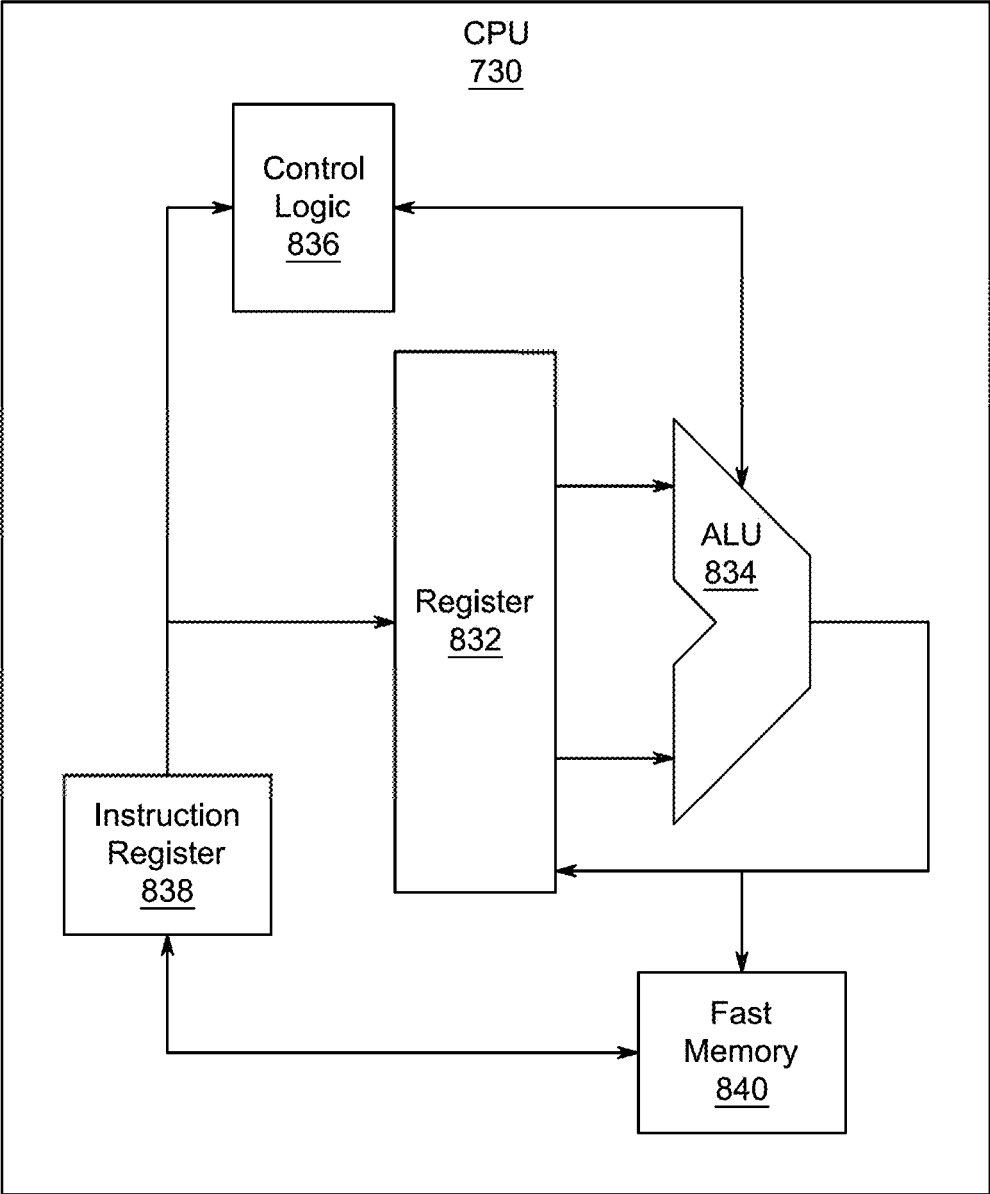 CPU
730
Control
Logic
836
ALU
834
Register
832
Instruction
Register
838
Fast
Memory
840